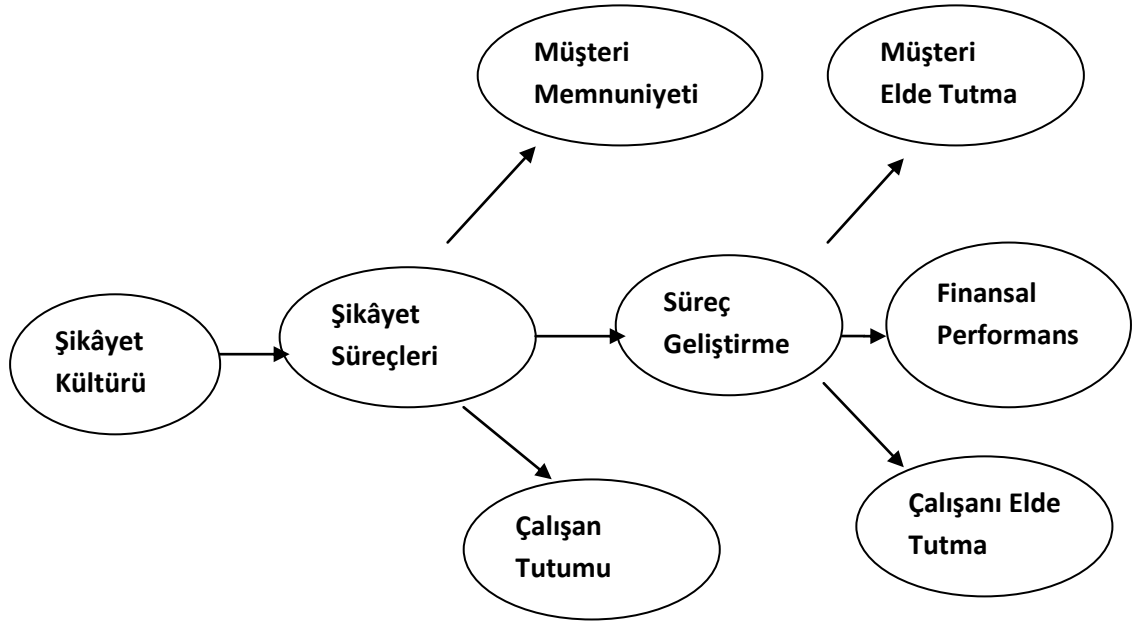 Müşteri
Memnuniyeti
Müşteri
Elde Tutma
Şikâyet
Kültürü
Şikâyet
Süreçleri
Süreç
Geliştirme
Finansal
Performans
Çalışan
Tutumu
Çalışanı Elde
Tutma